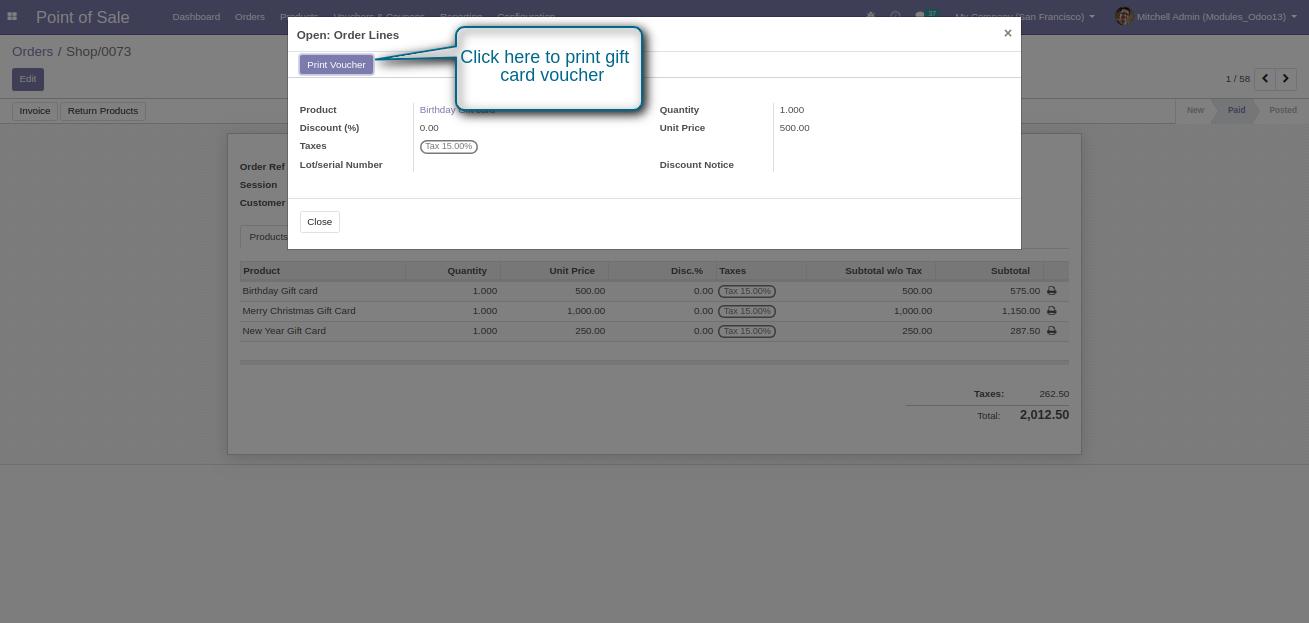 Point of Sale
Dashboard Orders Products Vouchers & Coupons Reporting Configuration
37 My Company (San Francisco) Mitchell Admin (Modules_Odoo13)
Orders / Shop/0073
Edit
1 / 58
Invoice Return Products
New Paid Posted
Open: Order Lines ×
Print Voucher
Click here to print gift
card voucher
Product Birthday Gift card
Quantity 1.000
Discount (%) 0.00
Unit Price 500.00
Taxes Tax 15.00%
Lot/serial Number
Discount Notice
Close
Order Ref
Session
Customer
Products
Product Quantity Unit Price Disc.% Taxes Subtotal w/o Tax Subtotal
Birthday Gift card 1.000 500.00 0.00 Tax 15.00% 500.00 575.00
Merry Christmas Gift Card 1.000 1,000.00 0.00 Tax 15.00% 1,000.00 1,150.00
New Year Gift Card 1.000 250.00 0.00 Tax 15.00% 250.00 287.50
Taxes: 262.50
Total: 2,012.50